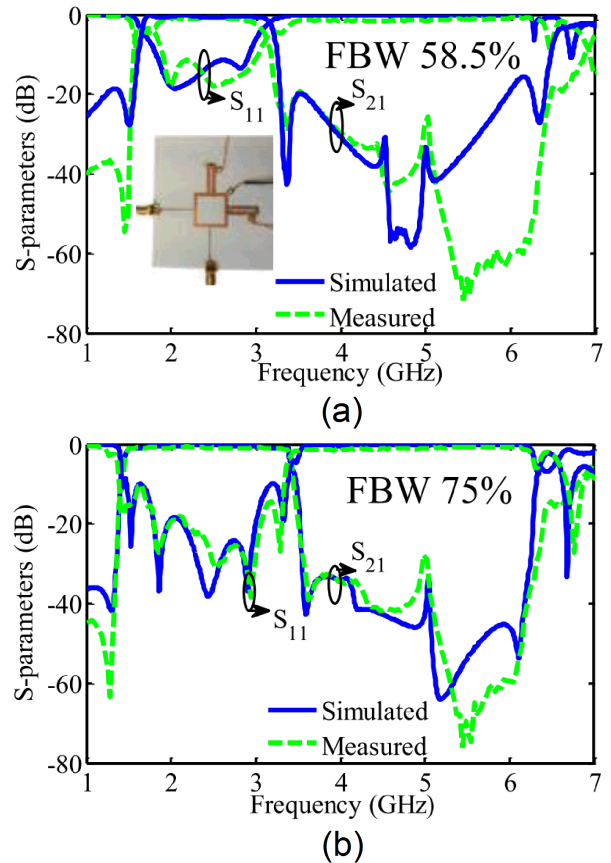 0
-20
-40
-60
-80
S-parameters (dB)
FBW 58.5%
S11
S21
Simulated
Measured
1 2 3 4 5 6 7
Frequency (GHz)
(a)
0
-20
-40
-60
-80
S-parameters (dB)
FBW 75%
S21
S11
Simulated
Measured
1 2 3 4 5 6 7
Frequency (GHz)
(b)